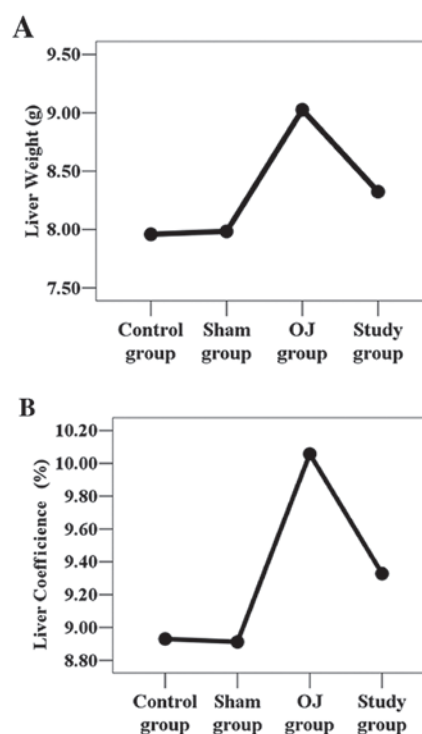 A
Liver Weight (g)
9.50
9.00
8.50
8.00
7.50
Control group
Sham group
OJ group
Study group
B
Liver Coefficience (%)
10.20
10.00
9.80
9.60
9.40
9.20
9.00
8.80
Control group
Sham group
OJ group
Study group